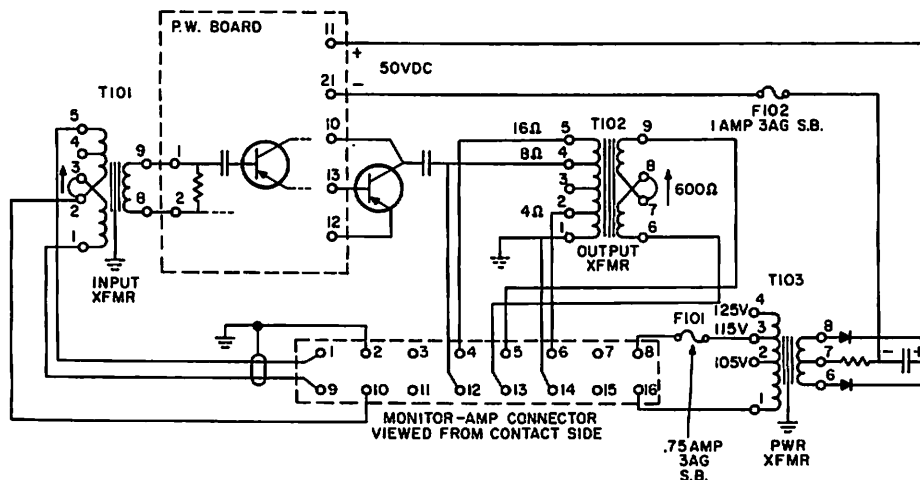 P.W. BOARD
11
+
50VDC
21
-
T101
F102
1 AMP 3AG S.B.
5
4
3
2
1
9
8
1
2
10
13
12
16Ω
8Ω
4Ω
5
4
3
2
1
T102
9
8
7
6
600Ω
INPUT
XFMR
OUTPUT
XFMR
T103
125V
4
115V
3
105V
2
1
8
7
6
-
+
F101
1
2
3
4
5
6
7
8
9
10
11
12
13
14
15
16
MONITOR-AMP CONNECTOR
VIEWED FROM CONTACT SIDE
.75 AMP
3AG
S.B.
PWR
XFMR